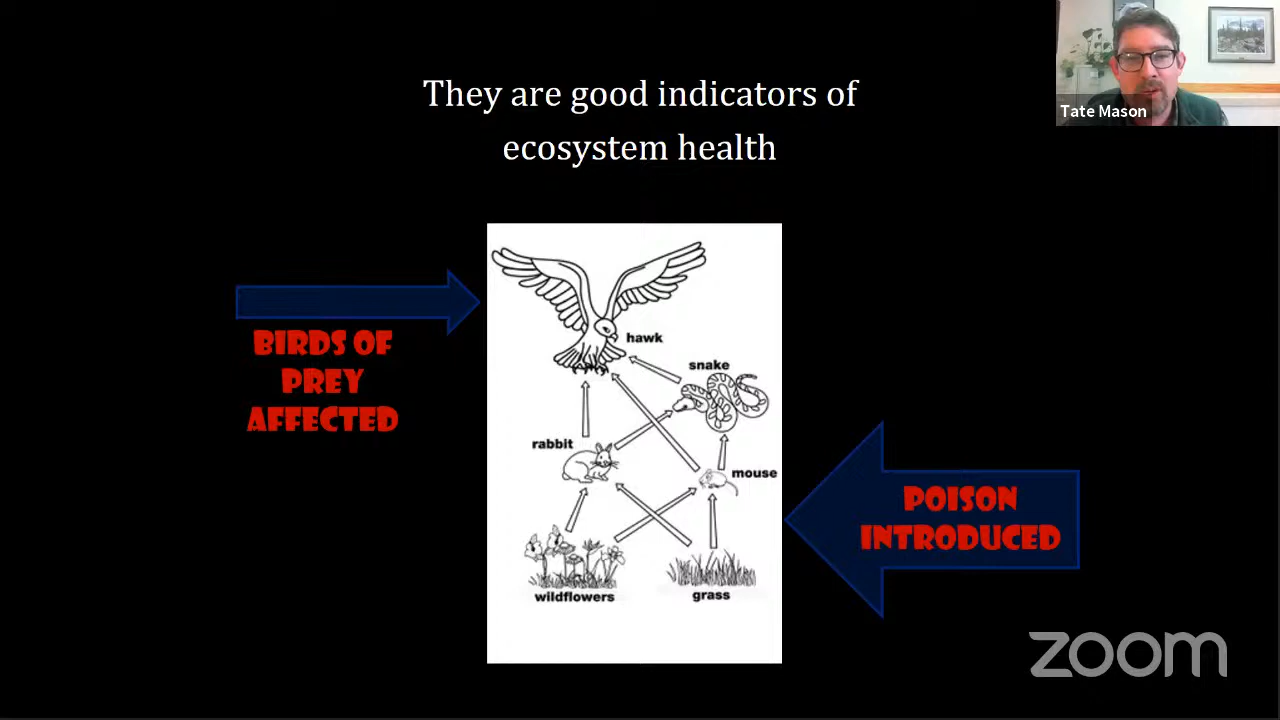 They are good indicators of
ecosystem health
Tate Mason
BIRDS OF
PREY
AFFECTED
hawk
snake
rabbit
mouse
wildflowers
grass
POISON
INTRODUCED
zoom